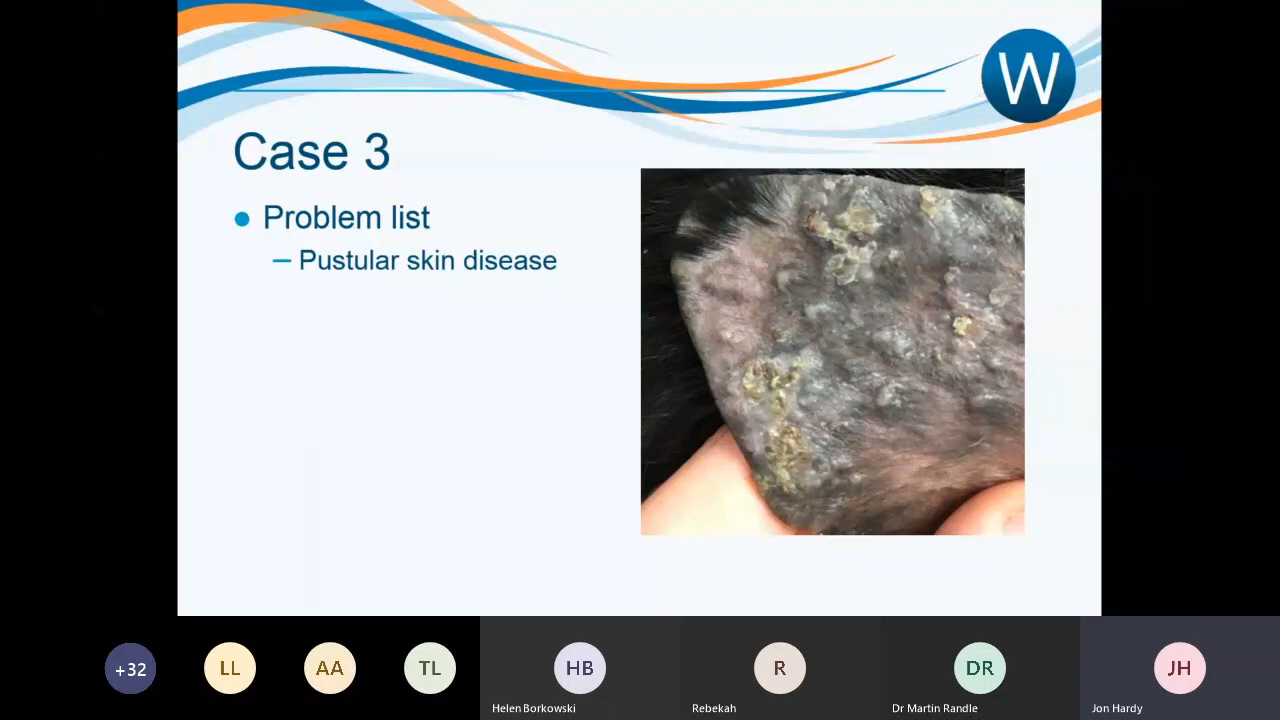 W
Case 3
Problem list
– Pustular skin disease
+32
LL
AA
TL
HB
R
DR
JH
Helen Borkowski
Rebekah
Dr Martin Randle
Jon Hardy